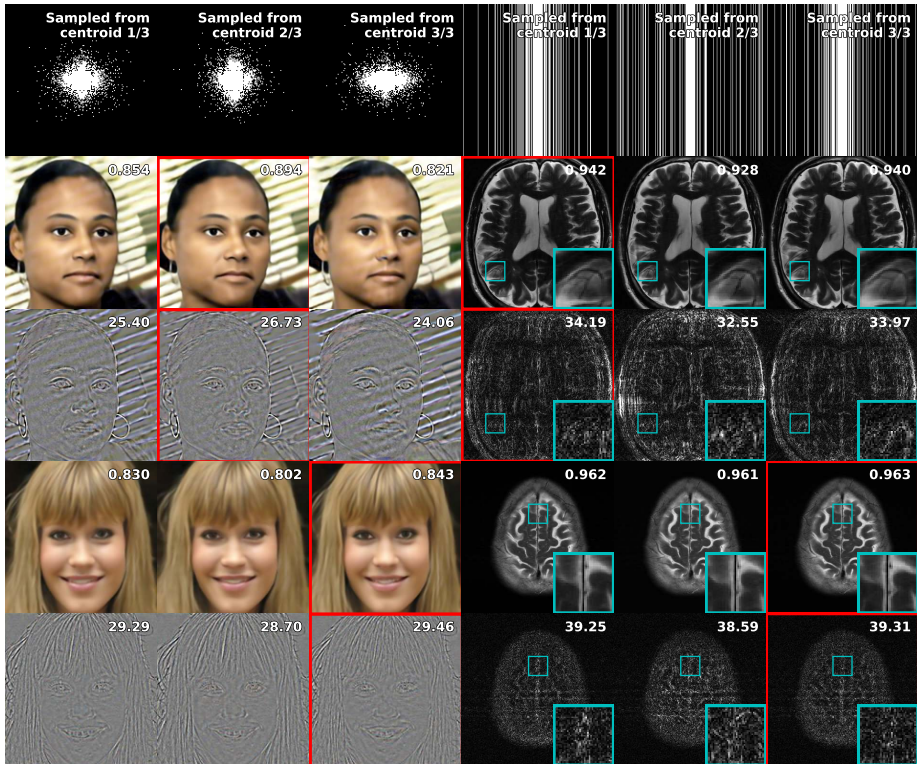 Sampled from
centroid 1/3
Sampled from
centroid 2/3
Sampled from
centroid 3/3
Sampled from
centroid 1/3
Sampled from
centroid 2/3
Sampled from
centroid 3/3
0.854
0.894
0.821
0.942
0.928
0.940
25.40
26.73
24.06
34.19
32.55
33.97
0.830
0.802
0.843
0.962
0.961
0.963
29.29
28.70
29.46
39.25
38.59
39.31